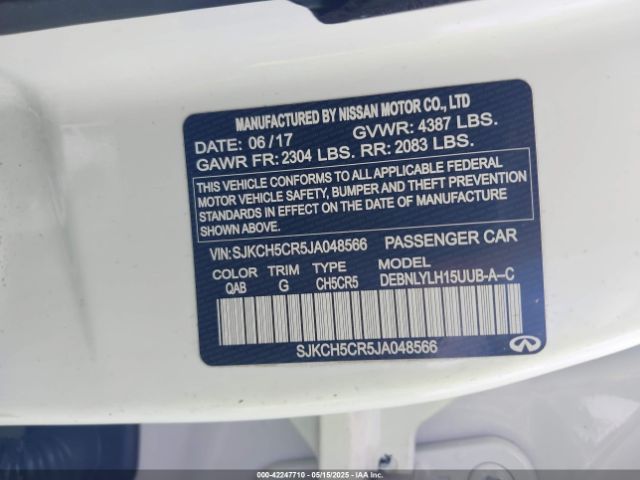 MANUFACTURED BY NISSAN MOTOR CO., LTD
DATE: 06/17 GVWR: 4387 LBS.
GAWR FR: 2304 LBS. RR: 2083 LBS.
THIS VEHICLE CONFORMS TO ALL APPLICABLE FEDERAL
MOTOR VEHICLE SAFETY, BUMPER AND THEFT PREVENTION
STANDARDS IN EFFECT ON THE DATE OF MANUFACTURE
SHOWN ABOVE.
VIN: SJKCH5CR5JA048566 PASSENGER CAR
COLOR TRIM TYPE MODEL
QAB G CH5CR5 DEBNLYLH15UUB-A-C
SJKCH5CR5JA048566
000-42247710 - 05/15/2025 - IAAI.COM